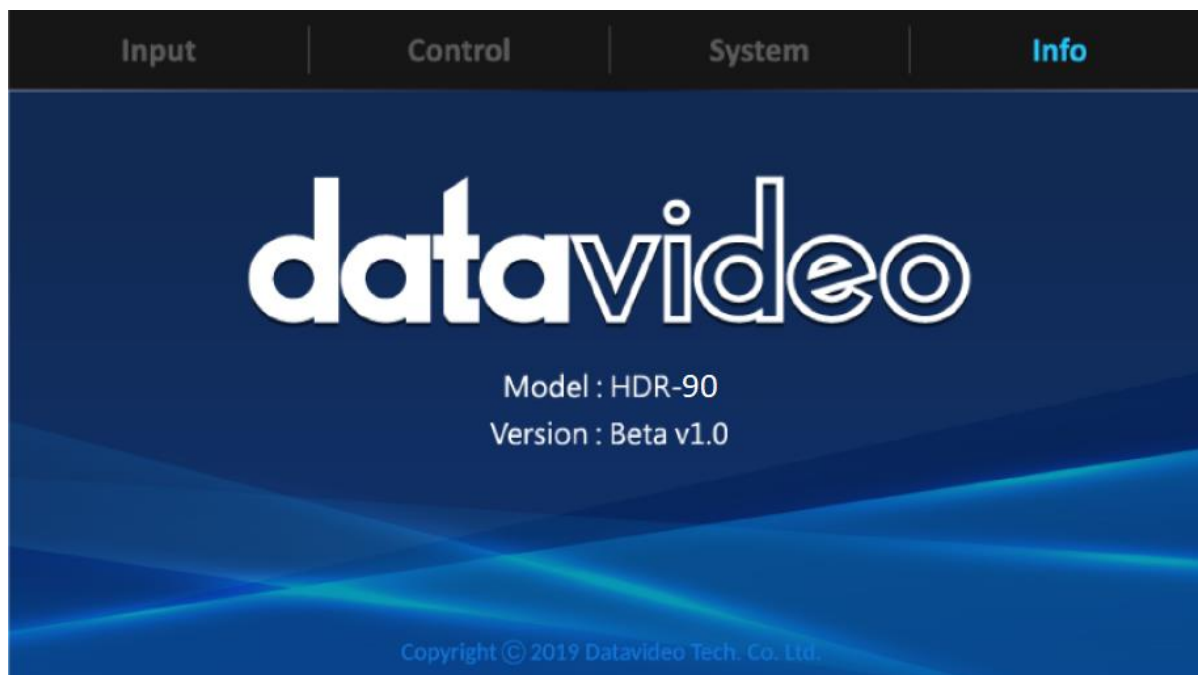 Input Control System Info
datavideo
Model : HDR-90
Version : Beta v1.0
Copyright Ⓒ 2019 Datavideo Tech. Co. Ltd.